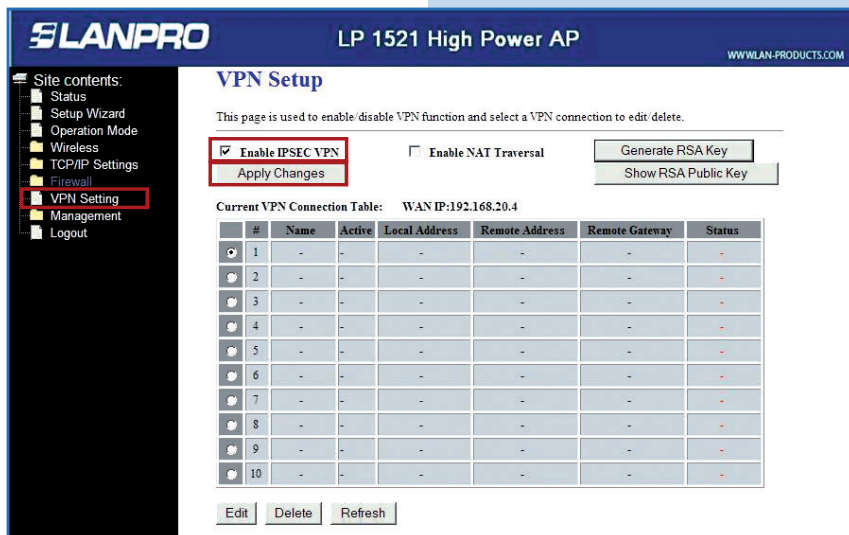 LANPRO
LP 1521 High Power AP
WWW.LAN-PRODUCTS.COM
Site contents:
Status
Setup Wizard
Operation Mode
Wireless
TCP/IP Settings
Firewall
VPN Setting
Management
Logout
VPN Setup
This page is used to enable/disable VPN function and select a VPN connection to edit/delete.
Enable IPSEC VPN Enable NAT Traversal Generate RSA Key
Apply Changes Show RSA Public Key
Current VPN Connection Table: WAN IP:192.168.20.4
# Name Active Local Address Remote Address Remote Gateway Status
1 - - - - - -
2 - - - - - -
3 - - - - - -
4 - - - - - -
5 - - - - - -
6 - - - - - -
7 - - - - - -
8 - - - - - -
9 - - - - - -
10 - - - - - -
Edit Delete Refresh